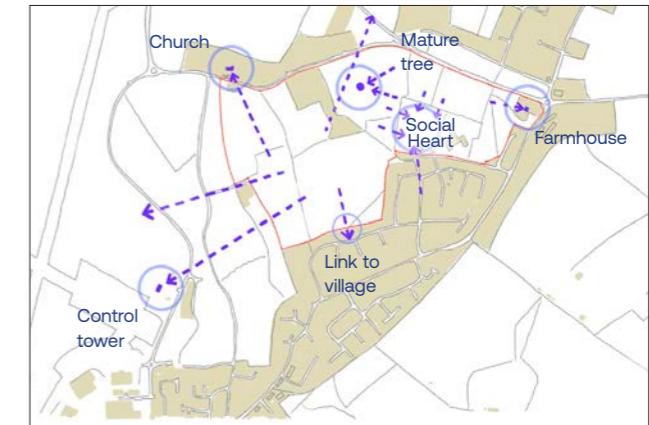 Church
Mature
tree
Social
Heart
Farmhouse
Link to
village
Control
tower